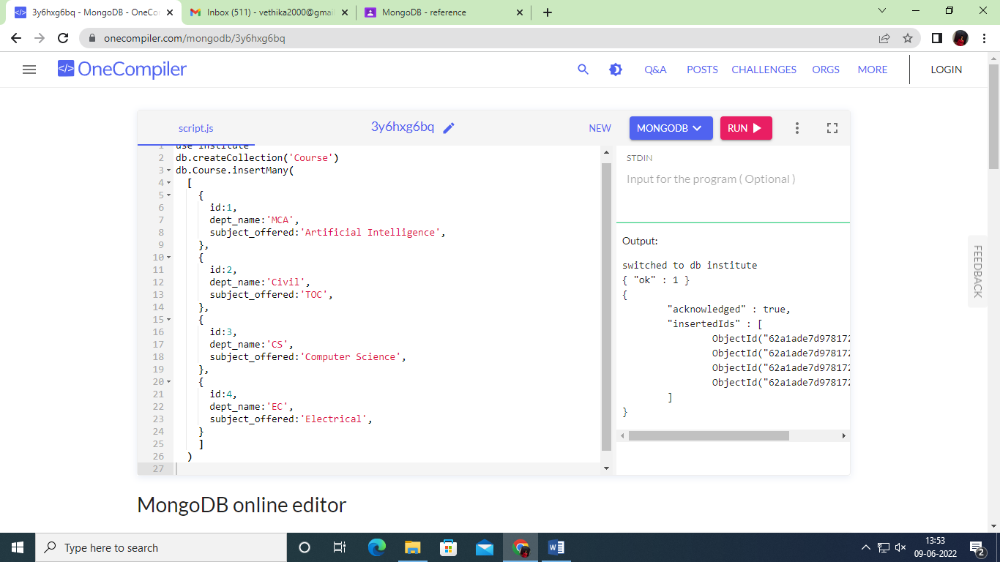 3y6hxg6bq - MongoDB - OneCo
Inbox (511) - vethika2000@gmai
MongoDB - reference
onecompiler.com/mongodb/3y6hxg6bq
</> OneCompiler
Q&A
POSTS
CHALLENGES
ORGS
MORE
LOGIN
script.js
3y6hxg6bq
NEW
MONGODB
RUN
1 use institute
2 db.createCollection('Course')
3 db.Course.insertMany(
4 [
5 {
6 id:1,
7 dept_name:'MCA',
8 subject_offered:'Artificial Intelligence',
9 },
10 {
11 id:2,
12 dept_name:'Civil',
13 subject_offered:'TOC',
14 },
15 {
16 id:3,
17 dept_name:'CS',
18 subject_offered:'Computer Science',
19 },
20 {
21 id:4,
22 dept_name:'EC',
23 subject_offered:'Electrical',
24 }
25 ]
26 )
27
STDIN
Input for the program ( Optional )
Output:
switched to db institute
{ "ok" : 1 }
{
"acknowledged" : true,
"insertedIds" : [
ObjectId("62a1ade7d978172
ObjectId("62a1ade7d978172
ObjectId("62a1ade7d978172
ObjectId("62a1ade7d978172
]
}
FEEDBACK
MongoDB online editor
Type here to search
13:53
09-06-2022
2